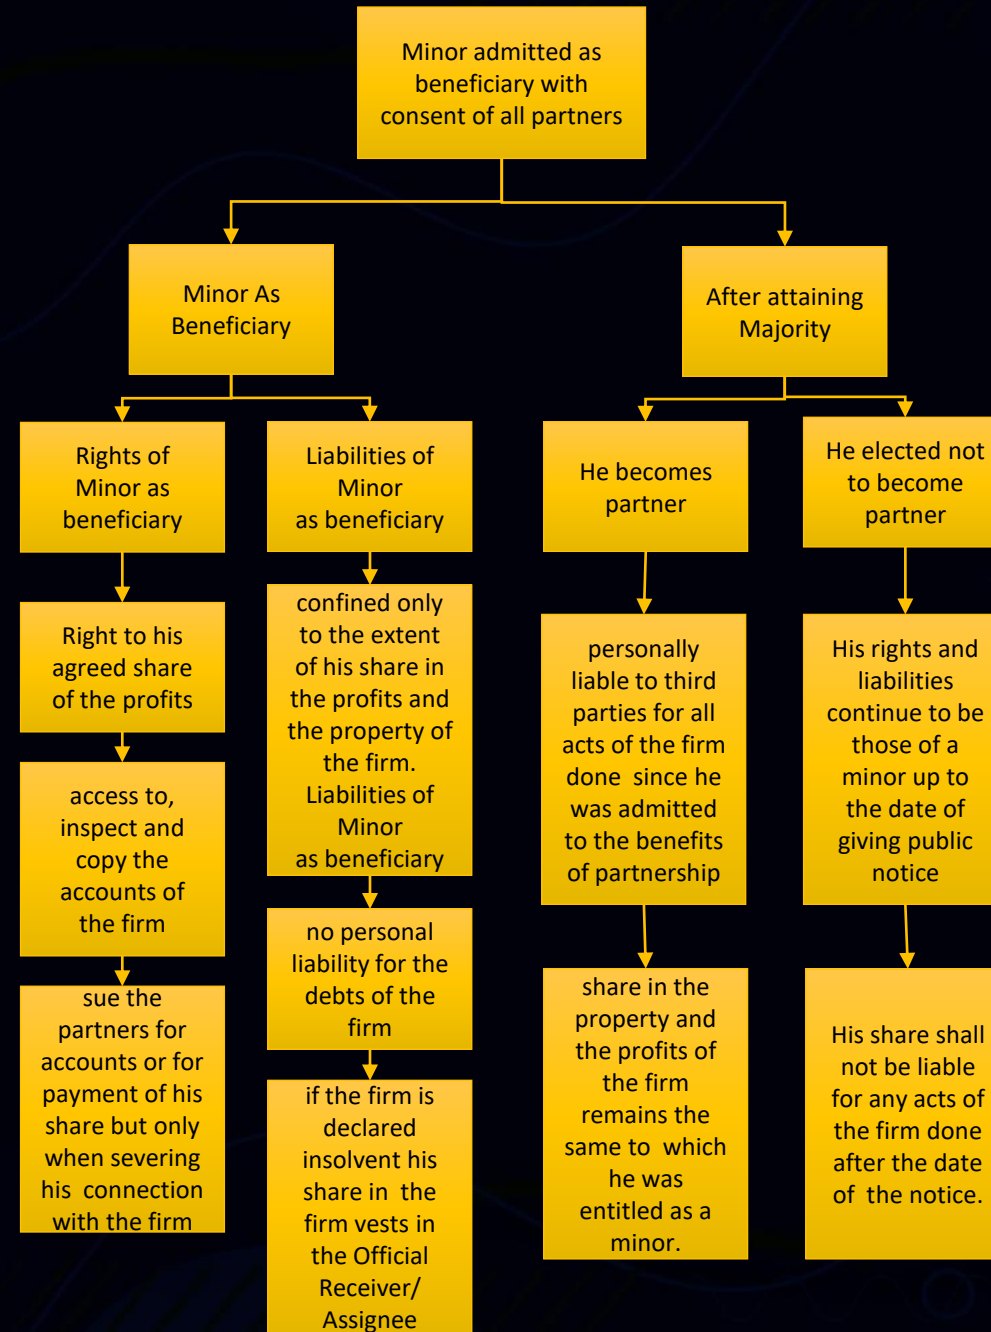 Minor admitted as
beneficiary with
consent of all partners
Minor As
Beneficiary
After attaining
Majority
Rights of
Minor as
beneficiary
Liabilities of
Minor
as beneficiary
He becomes
partner
He elected not
to become
partner
Right to his
agreed share
of the profits
confined only
to the extent
of his share in
the profits and
the property of
the firm.
Liabilities of
Minor
as beneficiary
personally
liable to third
parties for all
acts of the firm
done since he
was admitted
to the benefits
of partnership
His rights and
liabilities
continue to be
those of a
minor up to
the date of
giving public
notice
access to,
inspect and
copy the
accounts of
the firm
no personal
liability for the
debts of the
firm
share in the
property and
the profits of
the firm
remains the
same to which
he was
entitled as a
minor.
His share shall
not be liable
for any acts of
the firm done
after the date
of the notice.
sue the
partners for
accounts or for
payment of his
share but only
when severing
his connection
with the firm
if the firm is
declared
insolvent his
share in the
firm vests in
the Official
Receiver/
Assignee